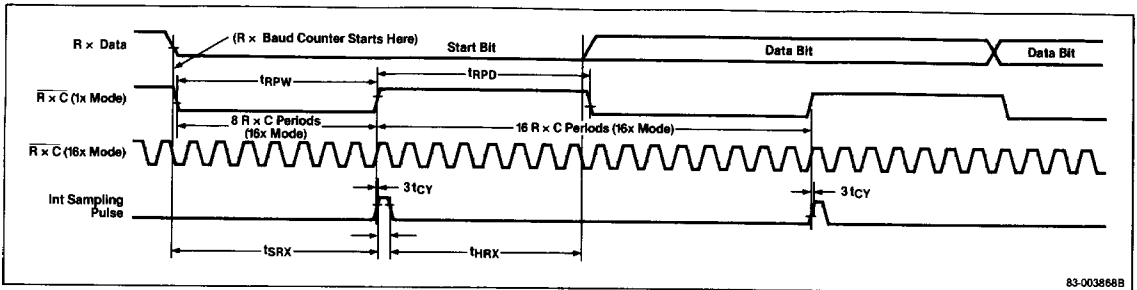 R × Data
(R × Baud Counter Starts Here)
Start Bit
Data Bit
Data Bit
tRPW
tRPD
R × C (1x Mode)
8 R × C Periods
(16x Mode)
16 R × C Periods (16x Mode)
R × C (16x Mode)
3tCY
3tCY
Int Sampling
Pulse
tSRX
tHRX
83-003868B